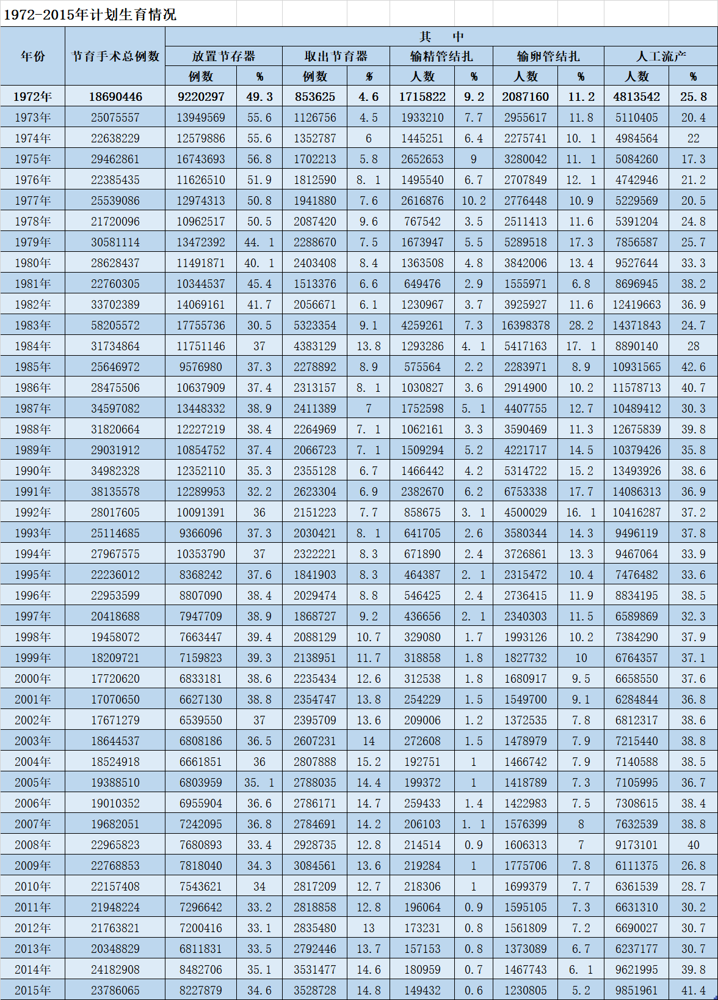 1972-2015年计划生育情况
其 中
年份 节育手术总例数 放置节存器 取出节育器 输精管结扎 输卵管结扎 人工流产
例数 % 例数 % 人数 % 人数 % 人数 %
1972年 18690446 9220297 49.3 853625 4.6 1715822 9.2 2087160 11.2 4813542 25.8
1973年 25075557 13949569 55.6 1126756 4.5 1933210 7.7 2955617 11.8 5110405 20.4
1974年 22638229 12579886 55.6 1352787 6 1445251 6.4 2275741 10. 1 4984564 22
1975年 29462861 16743693 56.8 1702213 5.8 2652653 9 3280042 11. 1 5084260 17.3
1976年 22385435 11626510 51.9 1812590 8. 1 1495540 6.7 2707849 12. 1 4742946 21.2
1977年 25539086 12974313 50.8 1941880 7.6 2616876 10.2 2776448 10.9 5229569 20.5
1978年 21720096 10962517 50.5 2087420 9.6 767542 3.5 2511413 11.6 5391204 24.8
1979年 30581114 13472392 44. 1 2288670 7.5 1673947 5.5 5289518 17.3 7856587 25.7
1980年 28628437 11491871 40. 1 2403408 8.4 1363508 4.8 3842006 13.4 9527644 33.3
1981年 22760305 10344537 45.4 1513376 6.6 649476 2.9 1555971 6.8 8696945 38.2
1982年 33702389 14069161 41.7 2056671 6.1 1230967 3.7 3925927 11.6 12419663 36.9
1983年 58205572 17755736 30.5 5323354 9.1 4259261 7.3 16398378 28.2 14371843 24.7
1984年 31734864 11751146 37 4383129 13.8 1293286 4. 1 5417163 17. 1 8890140 28
1985年 25646972 9576980 37.3 2278892 8.9 575564 2.2 2283971 8.9 10931565 42.6
1986年 28475506 10637909 37.4 2313157 8. 1 1030827 3.6 2914900 10.2 11578713 40.7
1987年 34597082 13448332 38.9 2411389 7 1752598 5. 1 4407755 12.7 10489412 30.3
1988年 31820664 12227219 38.4 2264969 7. 1 1062161 3.3 3590469 11.3 12675839 39.8
1989年 29031912 10854752 37.4 2066723 7. 1 1509294 5.2 4221717 14.5 10379426 35.8
1990年 34982328 12352110 35.3 2355128 6.7 1466442 4.2 5314722 15.2 13493926 38.6
1991年 38135578 12289953 32.2 2623304 6.9 2382670 6.2 6753338 17.7 14086313 36.9
1992年 28017605 10091391 36 2151223 7.7 858675 3. 1 4500029 16. 1 10416287 37.2
1993年 25114685 9366096 37.3 2030421 8. 1 641705 2.6 3580344 14.3 9496119 37.8
1994年 27967575 10353790 37 2322221 8.3 671890 2.4 3726861 13.3 9467064 33.9
1995年 22236012 8368242 37.6 1841903 8.3 464387 2. 1 2315472 10.4 7476482 33.6
1996年 22953599 8807090 38.4 2029474 8.8 546425 2.4 2736415 11.9 8834195 38.5
1997年 20418688 7947709 38.9 1868727 9.2 436656 2. 1 2340303 11.5 6589869 32.3
1998年 19458072 7663447 39.4 2088129 10.7 329080 1.7 1993126 10.2 7384290 37.9
1999年 18209721 7159823 39.3 2138951 11.7 318858 1.8 1827732 10 6764357 37.1
2000年 17720620 6833181 38.6 2235434 12.6 312538 1.8 1680917 9.5 6658550 37.6
2001年 17070650 6627130 38.8 2354747 13.8 254229 1.5 1549700 9.1 6284844 36.8
2002年 17671279 6539550 37 2395709 13.6 209006 1.2 1372535 7.8 6812317 38.6
2003年 18644537 6808186 36.5 2607231 14 272608 1.5 1478979 7.9 7215440 38.8
2004年 18524918 6661851 36 2807888 15.2 192751 1 1466742 7.9 7140588 38.5
2005年 19388510 6803959 35. 1 2788035 14.4 199372 1 1418789 7.3 7105995 36.7
2006年 19010352 6955904 36.6 2786171 14.7 259433 1.4 1422983 7.5 7308615 38.4
2007年 19682051 7242095 36.8 2784691 14.2 206103 1. 1 1576399 8 7632539 38.8
2008年 22965823 7680893 33.4 2928735 12.8 214514 0.9 1606313 7 9173101 40
2009年 22768853 7818040 34.3 3084561 13.6 219284 1 1775706 7.8 6111375 26.8
2010年 22157408 7543621 34 2817209 12.7 218306 1 1699379 7.7 6361539 28.7
2011年 21948224 7296642 33.2 2818858 12.8 196064 0.9 1595105 7.3 6631310 30.2
2012年 21763821 7200416 33.1 2835480 13 173231 0.8 1561809 7.2 6690027 30.7
2013年 20348829 6811831 33.5 2792446 13.7 157153 0.8 1373089 6.7 6237177 30.7
2014年 24182908 8482706 35.1 3531477 14.6 180959 0.7 1467743 6. 1 9621995 39.8
2015年 23786065 8227879 34.6 3528728 14.8 149432 0.6 1230805 5.2 9851961 41.4